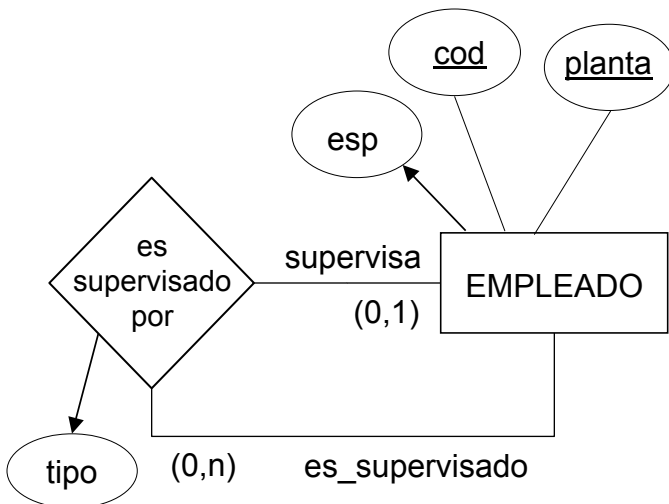 cod
planta
esp
es
supervisado
por
supervisa
(0,1)
EMPLEADO
tipo
(0,n)
es_supervisado